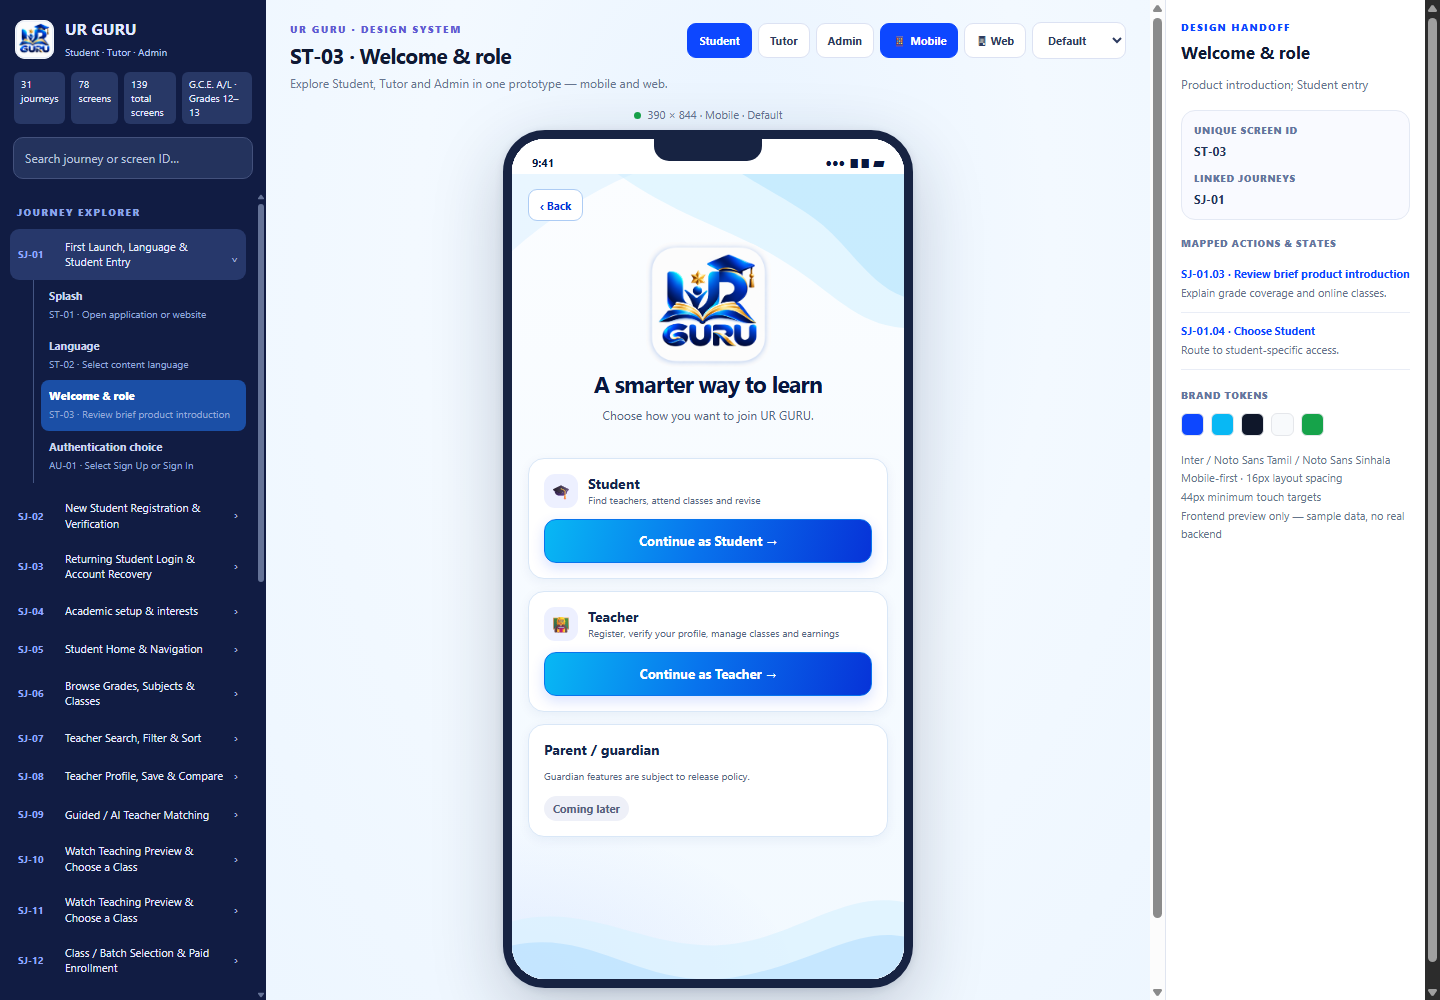 UR GURU
Student · Tutor · Admin
31 journeys
78 screens
139 total screens
G.C.E. A/L · Grades 12–13
Search journey or screen ID...
JOURNEY EXPLORER
SJ-01
First Launch, Language &
Student Entry
Splash
ST-01 · Open application or website
Language
ST-02 · Select content language
Welcome & role
ST-03 · Review brief product introduction
Authentication choice
AU-01 · Select Sign Up or Sign In
SJ-02
New Student Registration &
Verification
SJ-03
Returning Student Login &
Account Recovery
SJ-04
Academic setup & interests
SJ-05
Student Home & Navigation
SJ-06
Browse Grades, Subjects &
Classes
SJ-07
Teacher Search, Filter & Sort
SJ-08
Teacher Profile, Save & Compare
SJ-09
Guided / AI Teacher Matching
SJ-10
Watch Teaching Preview &
Choose a Class
SJ-11
Watch Teaching Preview &
Choose a Class
SJ-12
Class / Batch Selection & Paid
Enrollment
UR GURU · DESIGN SYSTEM
ST-03 · Welcome & role
Explore Student, Tutor and Admin in one prototype — mobile and web.
Student
Tutor
Admin
Mobile
Web
Default
390 × 844 · Mobile · Default
9:41
‹ Back
UR
GURU
A smarter way to learn
Choose how you want to join UR GURU.
Student
Find teachers, attend classes and revise
Continue as Student →
Teacher
Register, verify your profile, manage classes and earnings
Continue as Teacher →
Parent / guardian
Guardian features are subject to release policy.
Coming later
DESIGN HANDOFF
Welcome & role
Product introduction; Student entry
UNIQUE SCREEN ID
ST-03
LINKED JOURNEYS
SJ-01
MAPPED ACTIONS & STATES
SJ-01.03 · Review brief product introduction
Explain grade coverage and online classes.
SJ-01.04 · Choose Student
Route to student-specific access.
BRAND TOKENS
Inter / Noto Sans Tamil / Noto Sans Sinhala
Mobile-first · 16px layout spacing
44px minimum touch targets
Frontend preview only — sample data, no real
backend